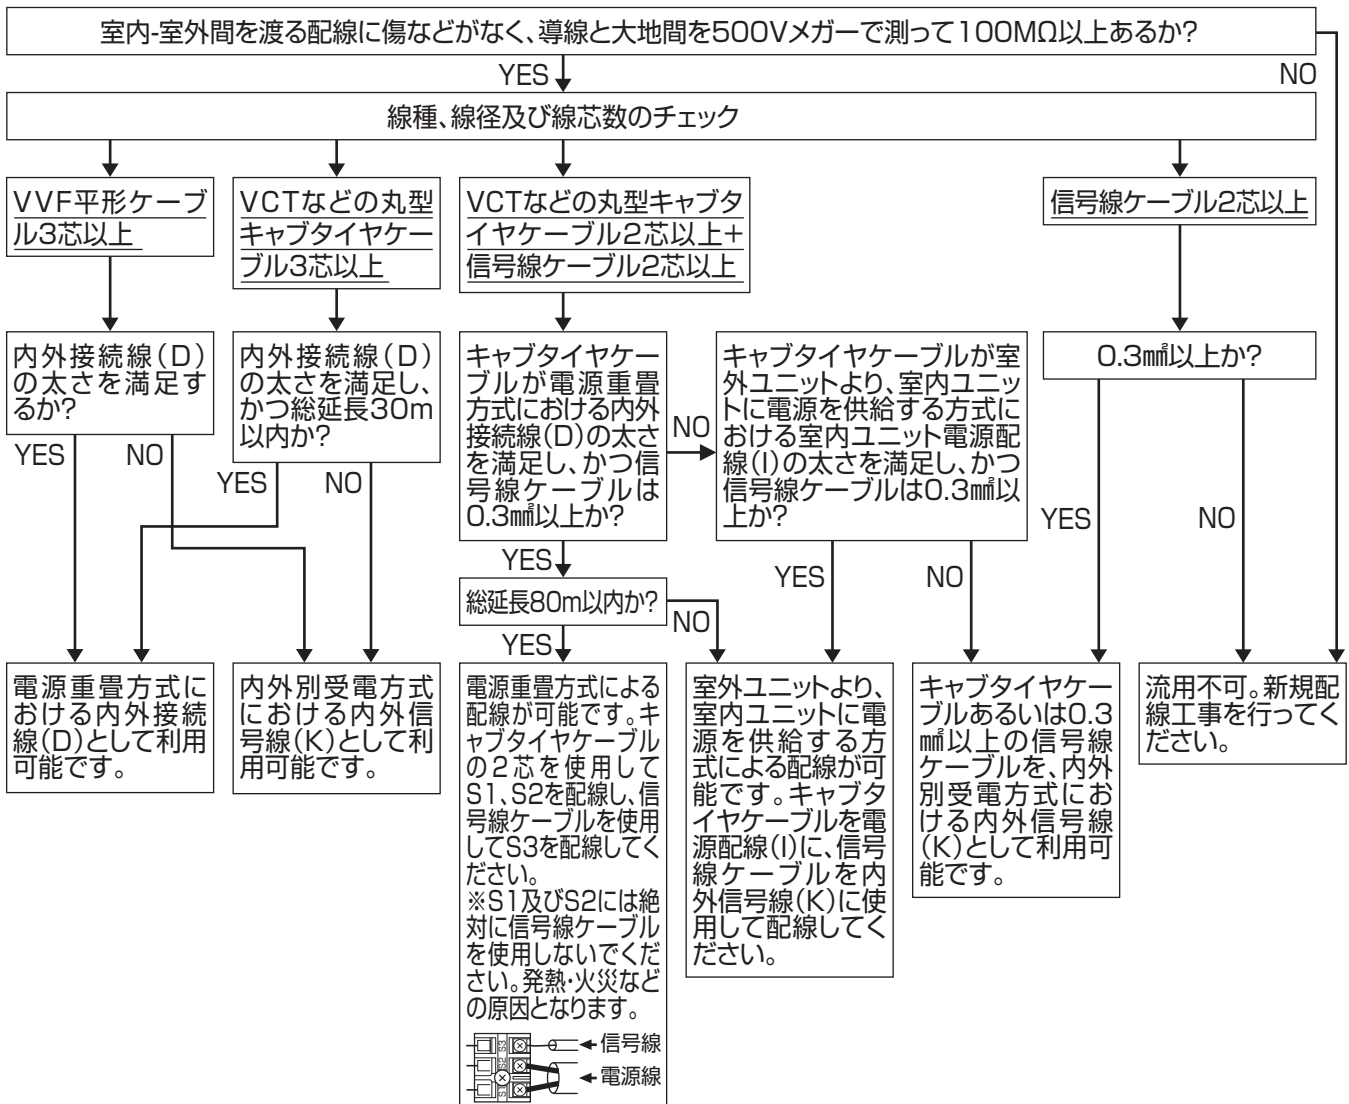 室内-室外間を渡る配線に傷などがなく、導線と大地間を500Vメガーで測って100MΩ以上あるか?
YES
NO
線種、線径及び線芯数のチェック
VVF平形ケーブ
ル3芯以上
VCTなどの丸型
キャブタイヤケー
ブル3芯以上
VCTなどの丸型キャブタ
イヤケーブル2芯以上+
信号線ケーブル2芯以上
信号線ケーブル2芯以上
内外接続線(D)
の太さを満足す
るか?
内外接続線(D)
の太さを満足し、
かつ総延長30m
以内か?
キャブタイヤケー
ブルが電源重畳
方式における内外
接続線(D)の太さ
を満足し、かつ信
号線ケーブルは
0.3㎟以上か?
NO
キャブタイヤケーブルが室
外ユニットより、室内ユニッ
トに電源を供給する方式に
おける室内ユニット電源配
線(I)の太さを満足し、かつ
信号線ケーブルは0.3㎟以
上か?
0.3㎟以上か?
YES
NO
YES
NO
YES
NO
YES
YES
NO
総延長80m以内か?
NO
YES
電源重畳方式に
おける内外接続
線(D)として利用
可能です。
内外別受電方式
における内外信
号線(K)として利
用可能です。
電源重畳方式による
配線が可能です。キ
ャブタイヤケーブル
の2芯を使用して
S1、S2を配線し、信
号線ケーブルを使用
してS3を配線してく
ださい。
※S1及びS2には絶
対に信号線ケーブル
を使用しないでくだ
さい。発熱・火災など
の原因となります。
S3
信号線
S2
電源線
S1
室外ユニットより、
室内ユニットに電
源を供給する方
式による配線が可
能です。キャブタ
イヤケーブルを電
源配線(I)に、信号
線ケーブルを内
外信号線(K)に使
用して配線してく
ださい。
キャブタイヤケー
ブルあるいは0.3
㎟以上の信号線
ケーブルを、内外
別受電方式にお
ける内外信号線
(K)として利用可
能です。
流用不可。新規配
線工事を行ってく
ださい。